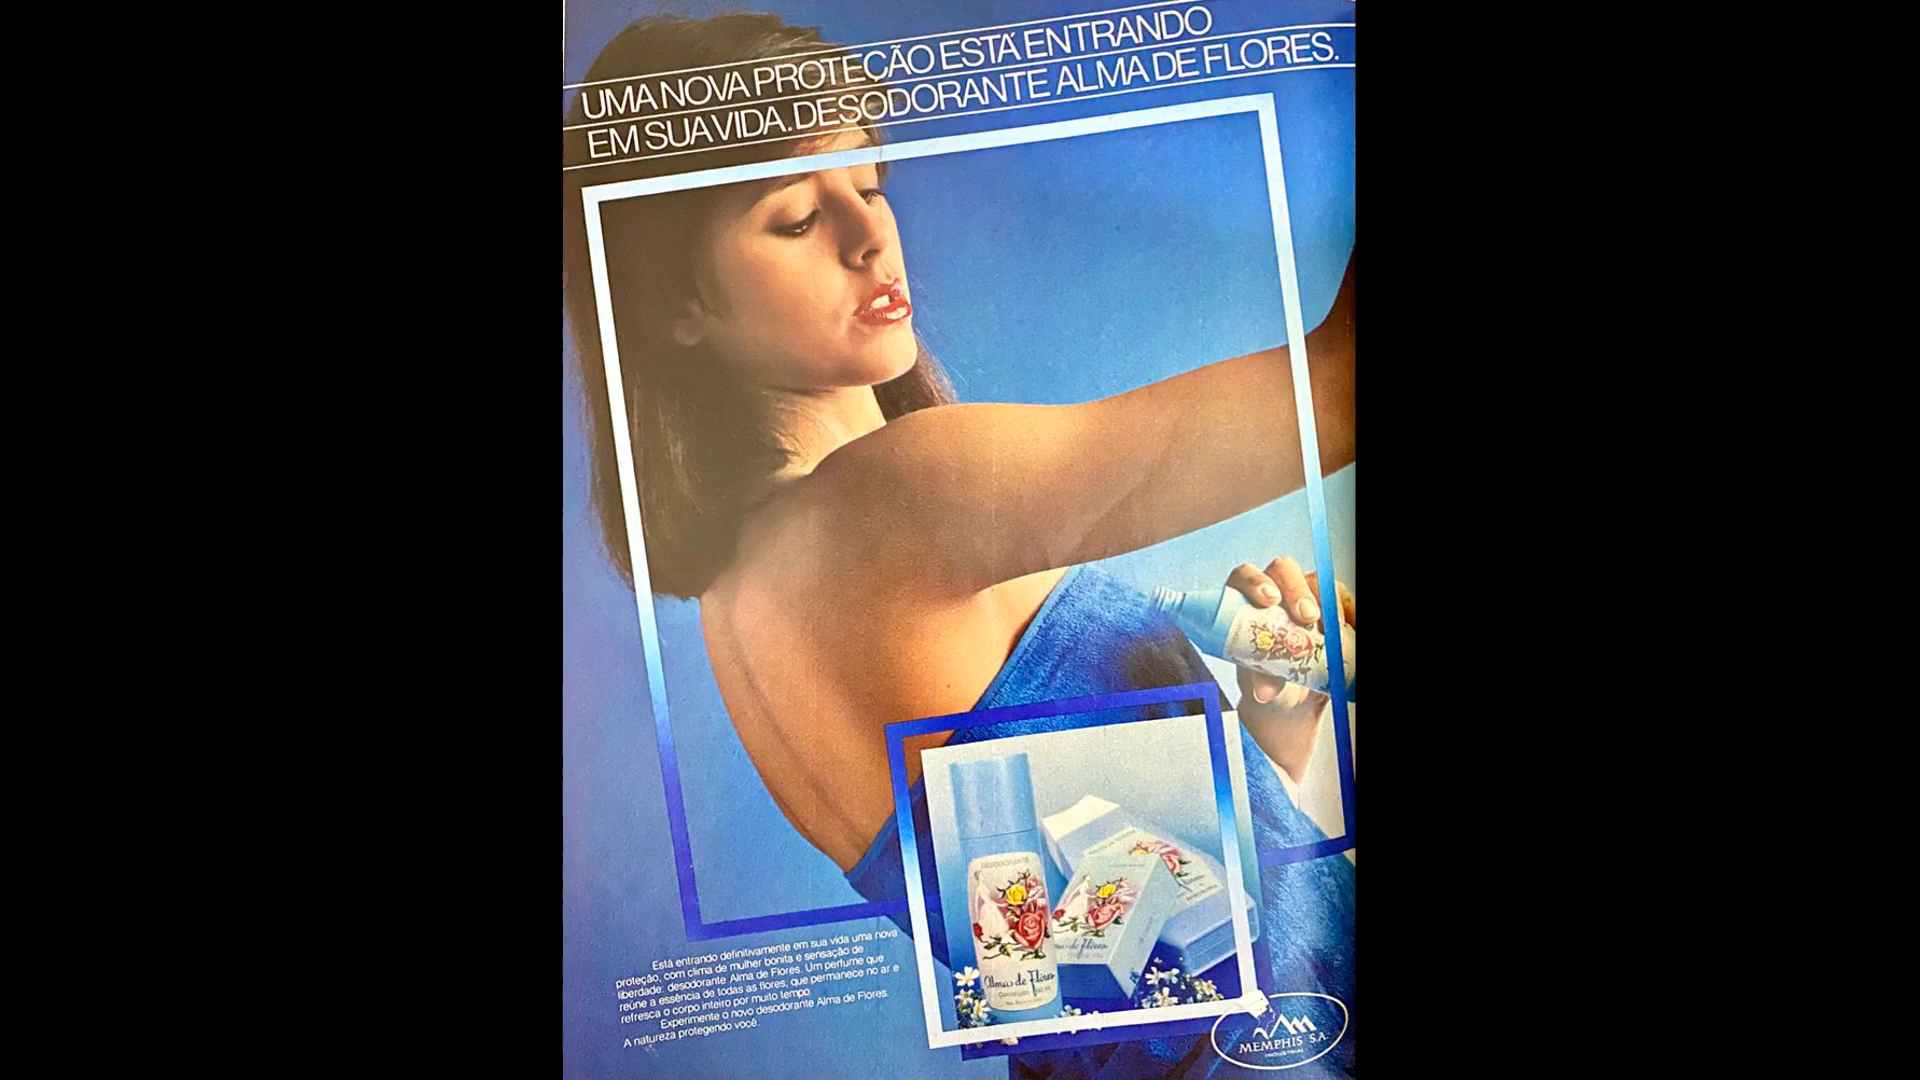 UMA NOVA PROTEÇÃO ESTÁ ENTRANDO
EM SUA VIDA. DESODORANTE ALMA DE FLORES.
DESODORANTE
Alma de Flores
Conteúdo
Está entrando definitivamente em sua vida uma nova
proteção, com clima de mulher bonita e sensação de
liberdade: desodorante Alma de Flores. Um perfume que
reúne a essência de todas as flores, que permanece no ar e
refresca o corpo inteiro por muito tempo.
Experimente o novo desodorante Alma de Flores.
A natureza protegendo você.
MEMPHIS S.A.
INDUSTRIAL